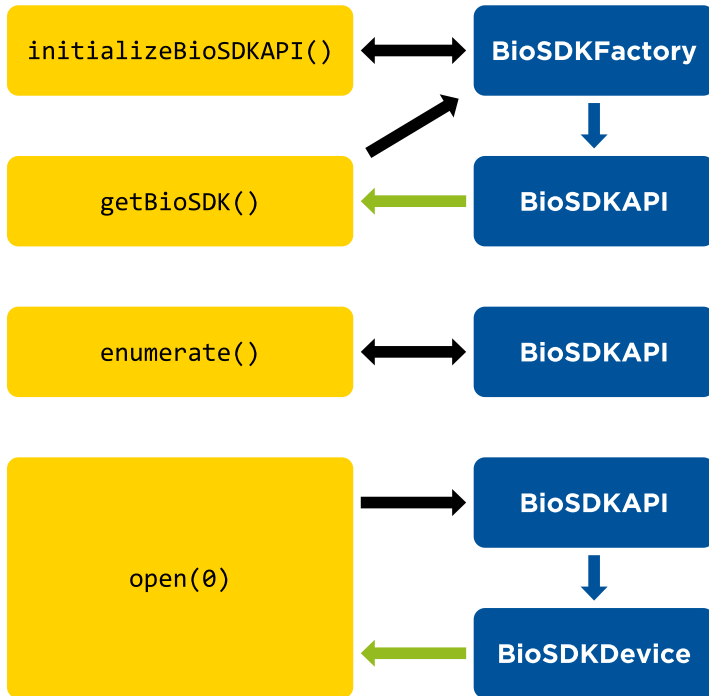 initializeBioSDKAPI()
BioSDKFactory
getBioSDK()
BioSDKAPI
enumerate()
BioSDKAPI
open(0)
BioSDKAPI
BioSDKDevice